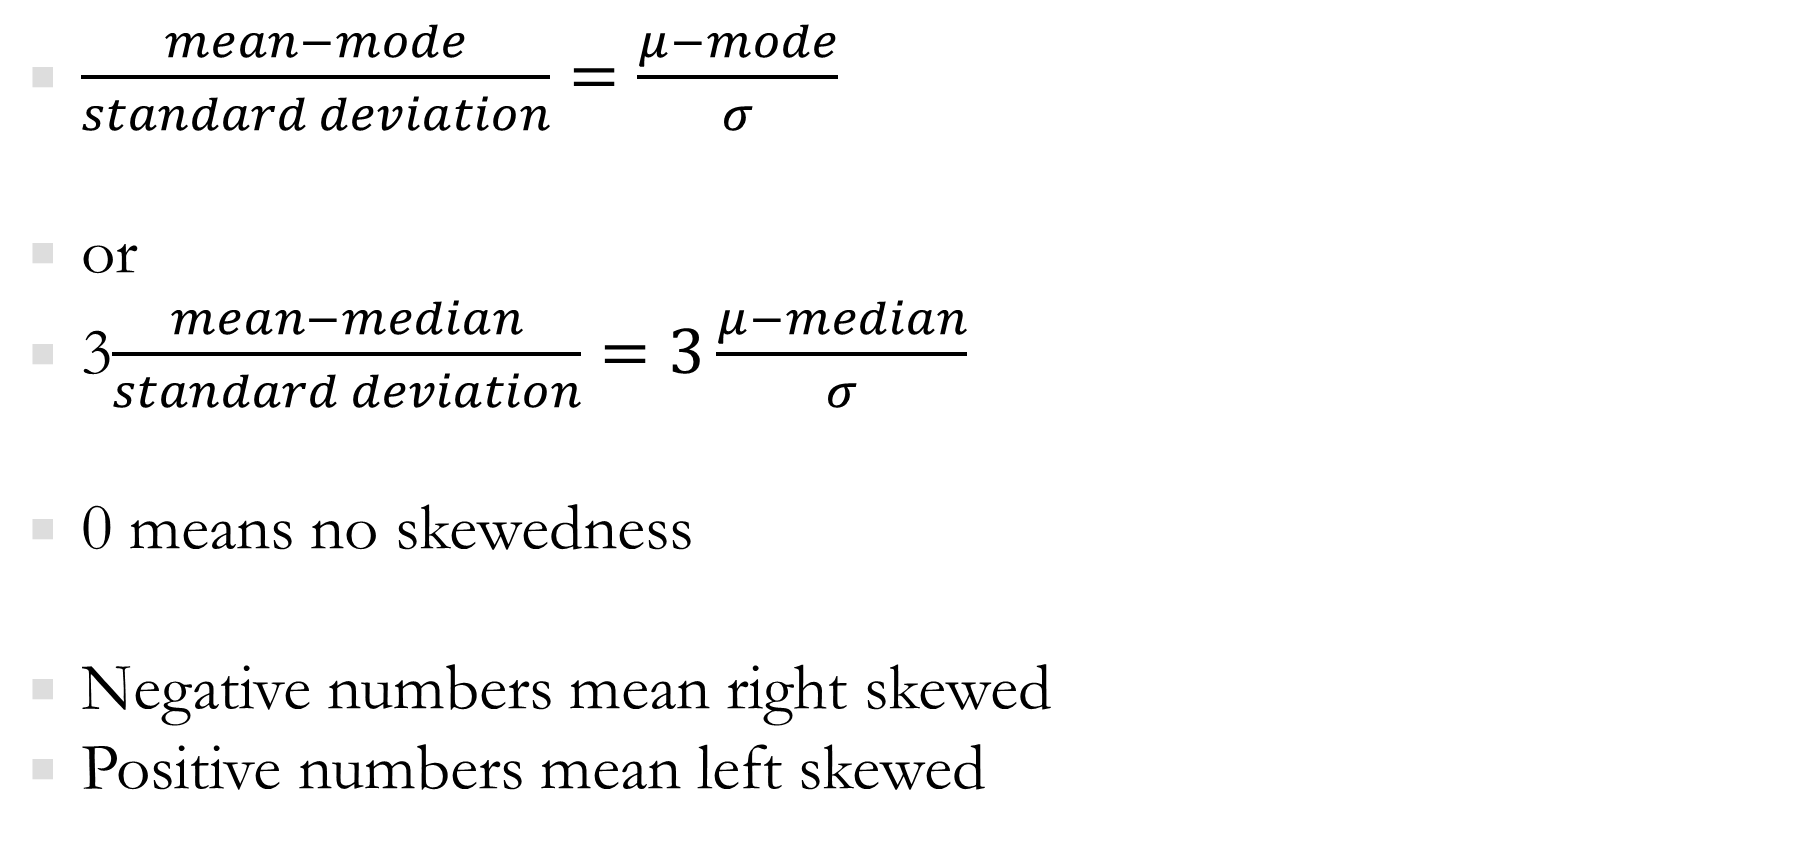 mean−mode / standard deviation = μ−mode / σ
or
3 mean−median / standard deviation = 3 μ−median / σ
0 means no skewedness
Negative numbers mean right skewed
Positive numbers mean left skewed